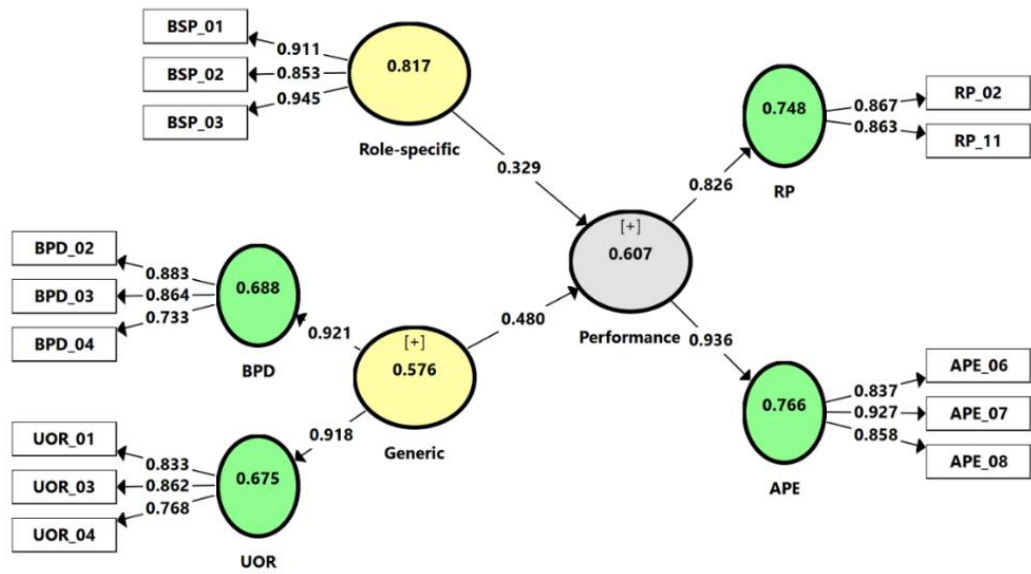 BSP_01
0.911
BSP_02
0.853
BSP_03
0.945
0.817
Role-specific
0.329
0.748
RP
0.867
RP_02
0.863
RP_11
0.826
[+]
0.607
Performance
0.936
BPD_02
0.883
BPD_03
0.864
BPD_04
0.733
0.688
BPD
0.921
0.480
[+]
0.576
Generic
0.918
UOR_01
0.833
UOR_03
0.862
UOR_04
0.768
0.675
UOR
0.766
APE
0.837
APE_06
0.927
APE_07
0.858
APE_08